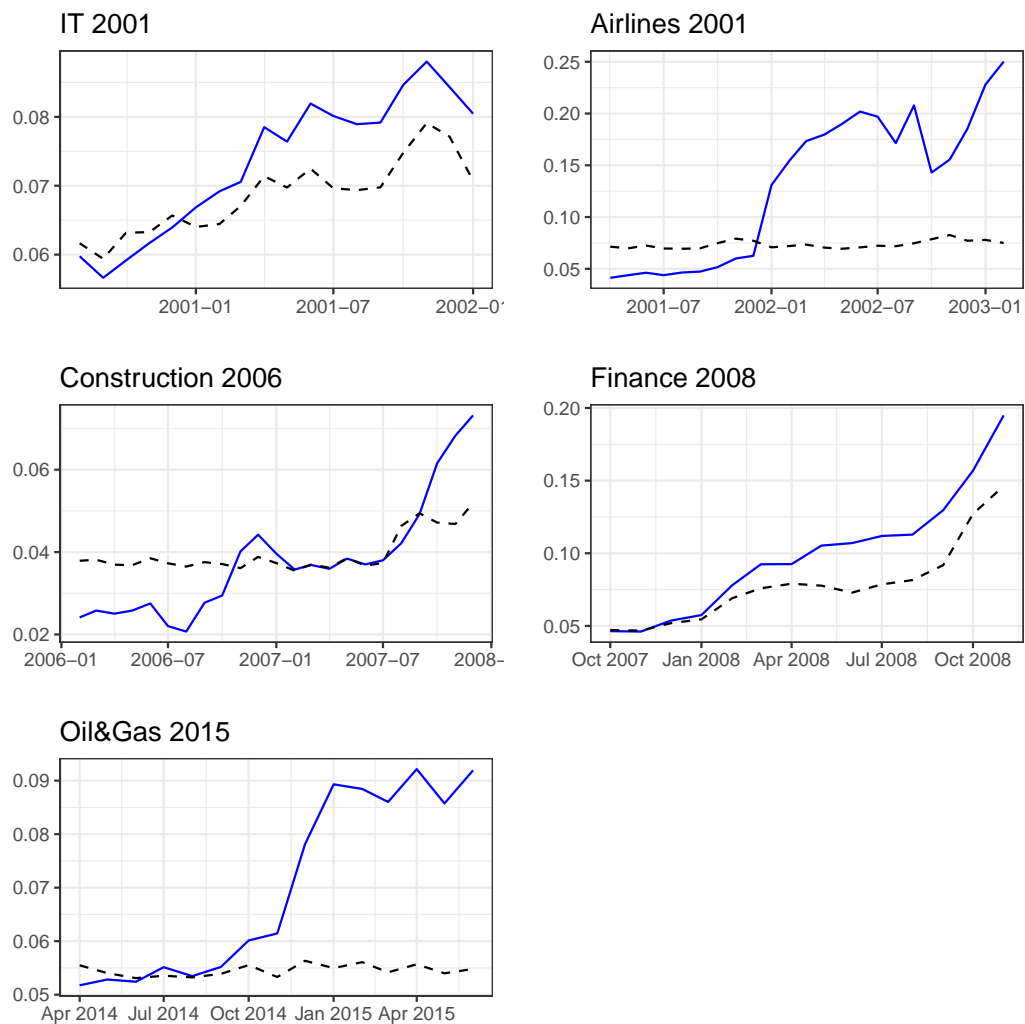 IT 2001
0.08
0.07
0.06
2001–01 2001–07 2002–01
Airlines 2001
0.25
0.20
0.15
0.10
0.05
2001–07 2002–01 2002–07 2003–01
Construction 2006
0.06
0.04
0.02
2006–01 2006–07 2007–01 2007–07 2008-
Finance 2008
0.20
0.15
0.10
0.05
Oct 2007 Jan 2008 Apr 2008 Jul 2008 Oct 2008
Oil&Gas 2015
0.09
0.08
0.07
0.06
0.05
Apr 2014 Jul 2014 Oct 2014 Jan 2015 Apr 2015